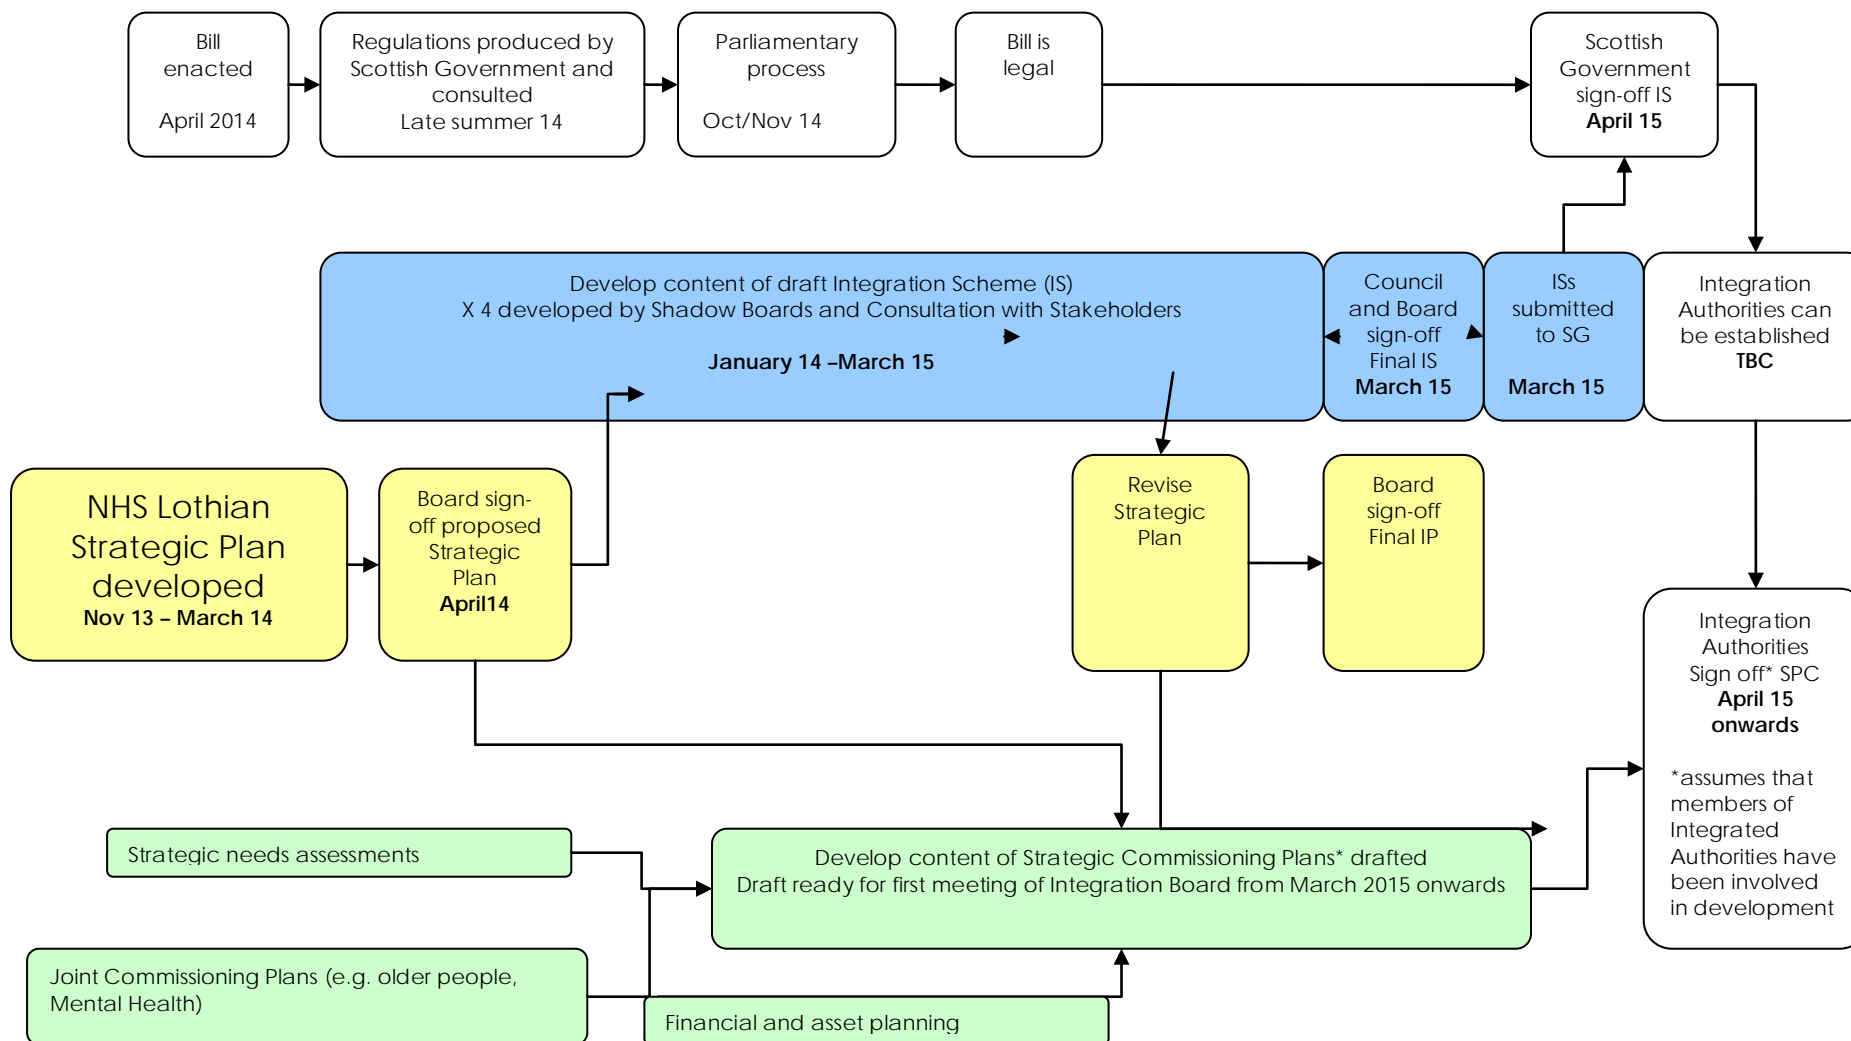 Bill
enacted
April 2014
Regulations produced by
Scottish Government and
consulted
Late summer 14
Parliamentary
process
Oct/Nov 14
Bill is
legal
Scottish
Government
sign-off IS
April 15
Develop content of draft Integration Scheme (IS)
X 4 developed by Shadow Boards and Consultation with Stakeholders
January 14 –March 15
Council
and Board
sign-off
Final IS
March 15
ISs
submitted
to SG
March 15
Integration
Authorities can
be established
TBC
NHS Lothian
Strategic Plan
developed
Nov 13 – March 14
Board sign-
off proposed
Strategic
Plan
April14
Revise
Strategic
Plan
Board
sign-off
Final IP
Integration
Authorities
Sign off* SPC
April 15
onwards
*assumes that
members of
Integrated
Authorities have
been involved
in development
Strategic needs assessments
Develop content of Strategic Commissioning Plans* drafted
Draft ready for first meeting of Integration Board from March 2015 onwards
Joint Commissioning Plans (e.g. older people,
Mental Health)
Financial and asset planning